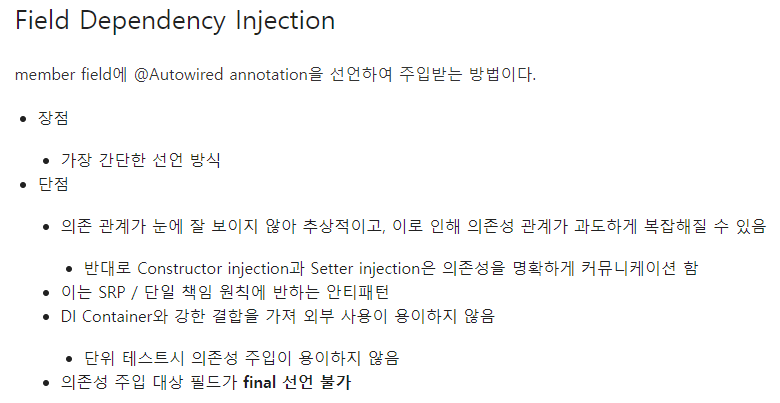 Field Dependency Injection
member field에 @Autowired annotation을 선언하여 주입받는 방법이다.
장점
가장 간단한 선언 방식
단점
의존 관계가 눈에 잘 보이지 않아 추상적이고, 이로 인해 의존성 관계가 과도하게 복잡해질 수 있음
반대로 Constructor injection과 Setter injection은 의존성을 명확하게 커뮤니케이션 함
이는 SRP / 단일 책임 원칙에 반하는 안티패턴
DI Container와 강한 결합을 가져 외부 사용이 용이하지 않음
단위 테스트시 의존성 주입이 용이하지 않음
의존성 주입 대상 필드가 final 선언 불가